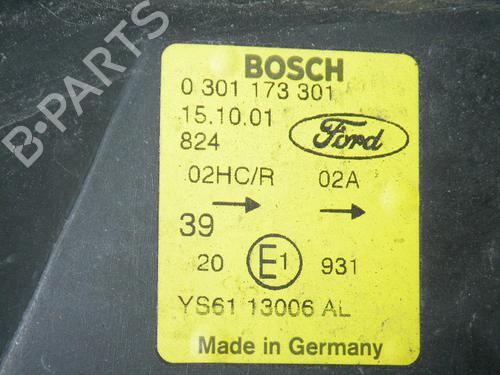 B·PARTS
BOSCH
0 301 173 301
15.10.01
824
Ford
02HC/R 02A
39
20 E1 931
YS61 13006 AL
Made in Germany